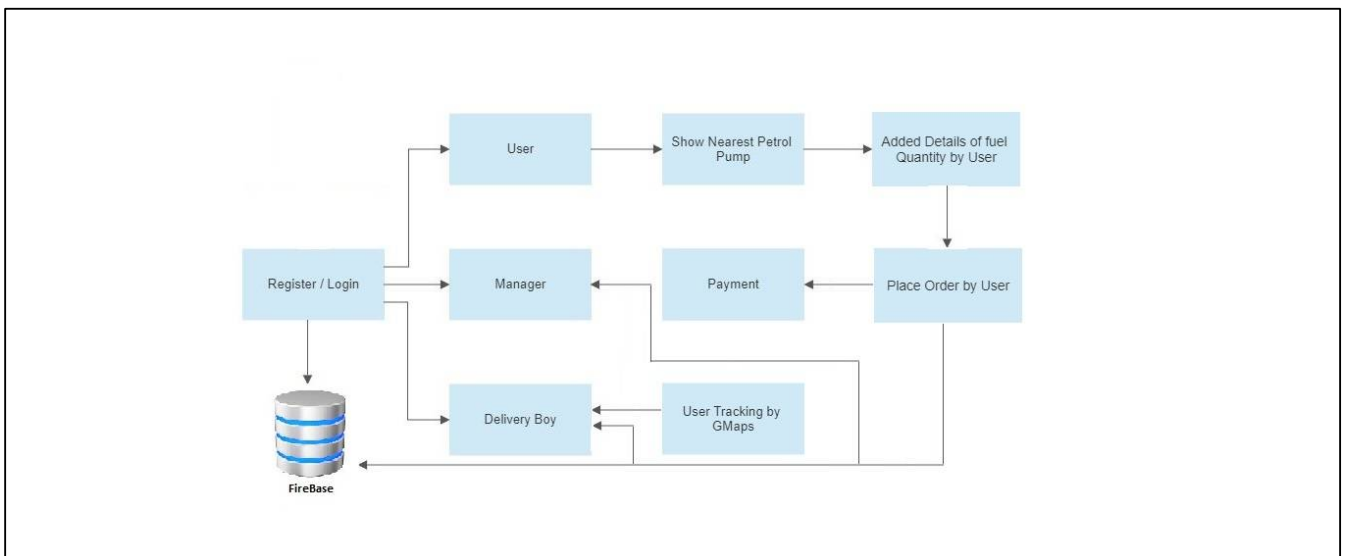 User
Show Nearest Petrol
Pump
Added Details of fuel
Quantity by User
Register / Login
Manager
Payment
Place Order by User
Delivery Boy
User Tracking by
GMaps
FireBase